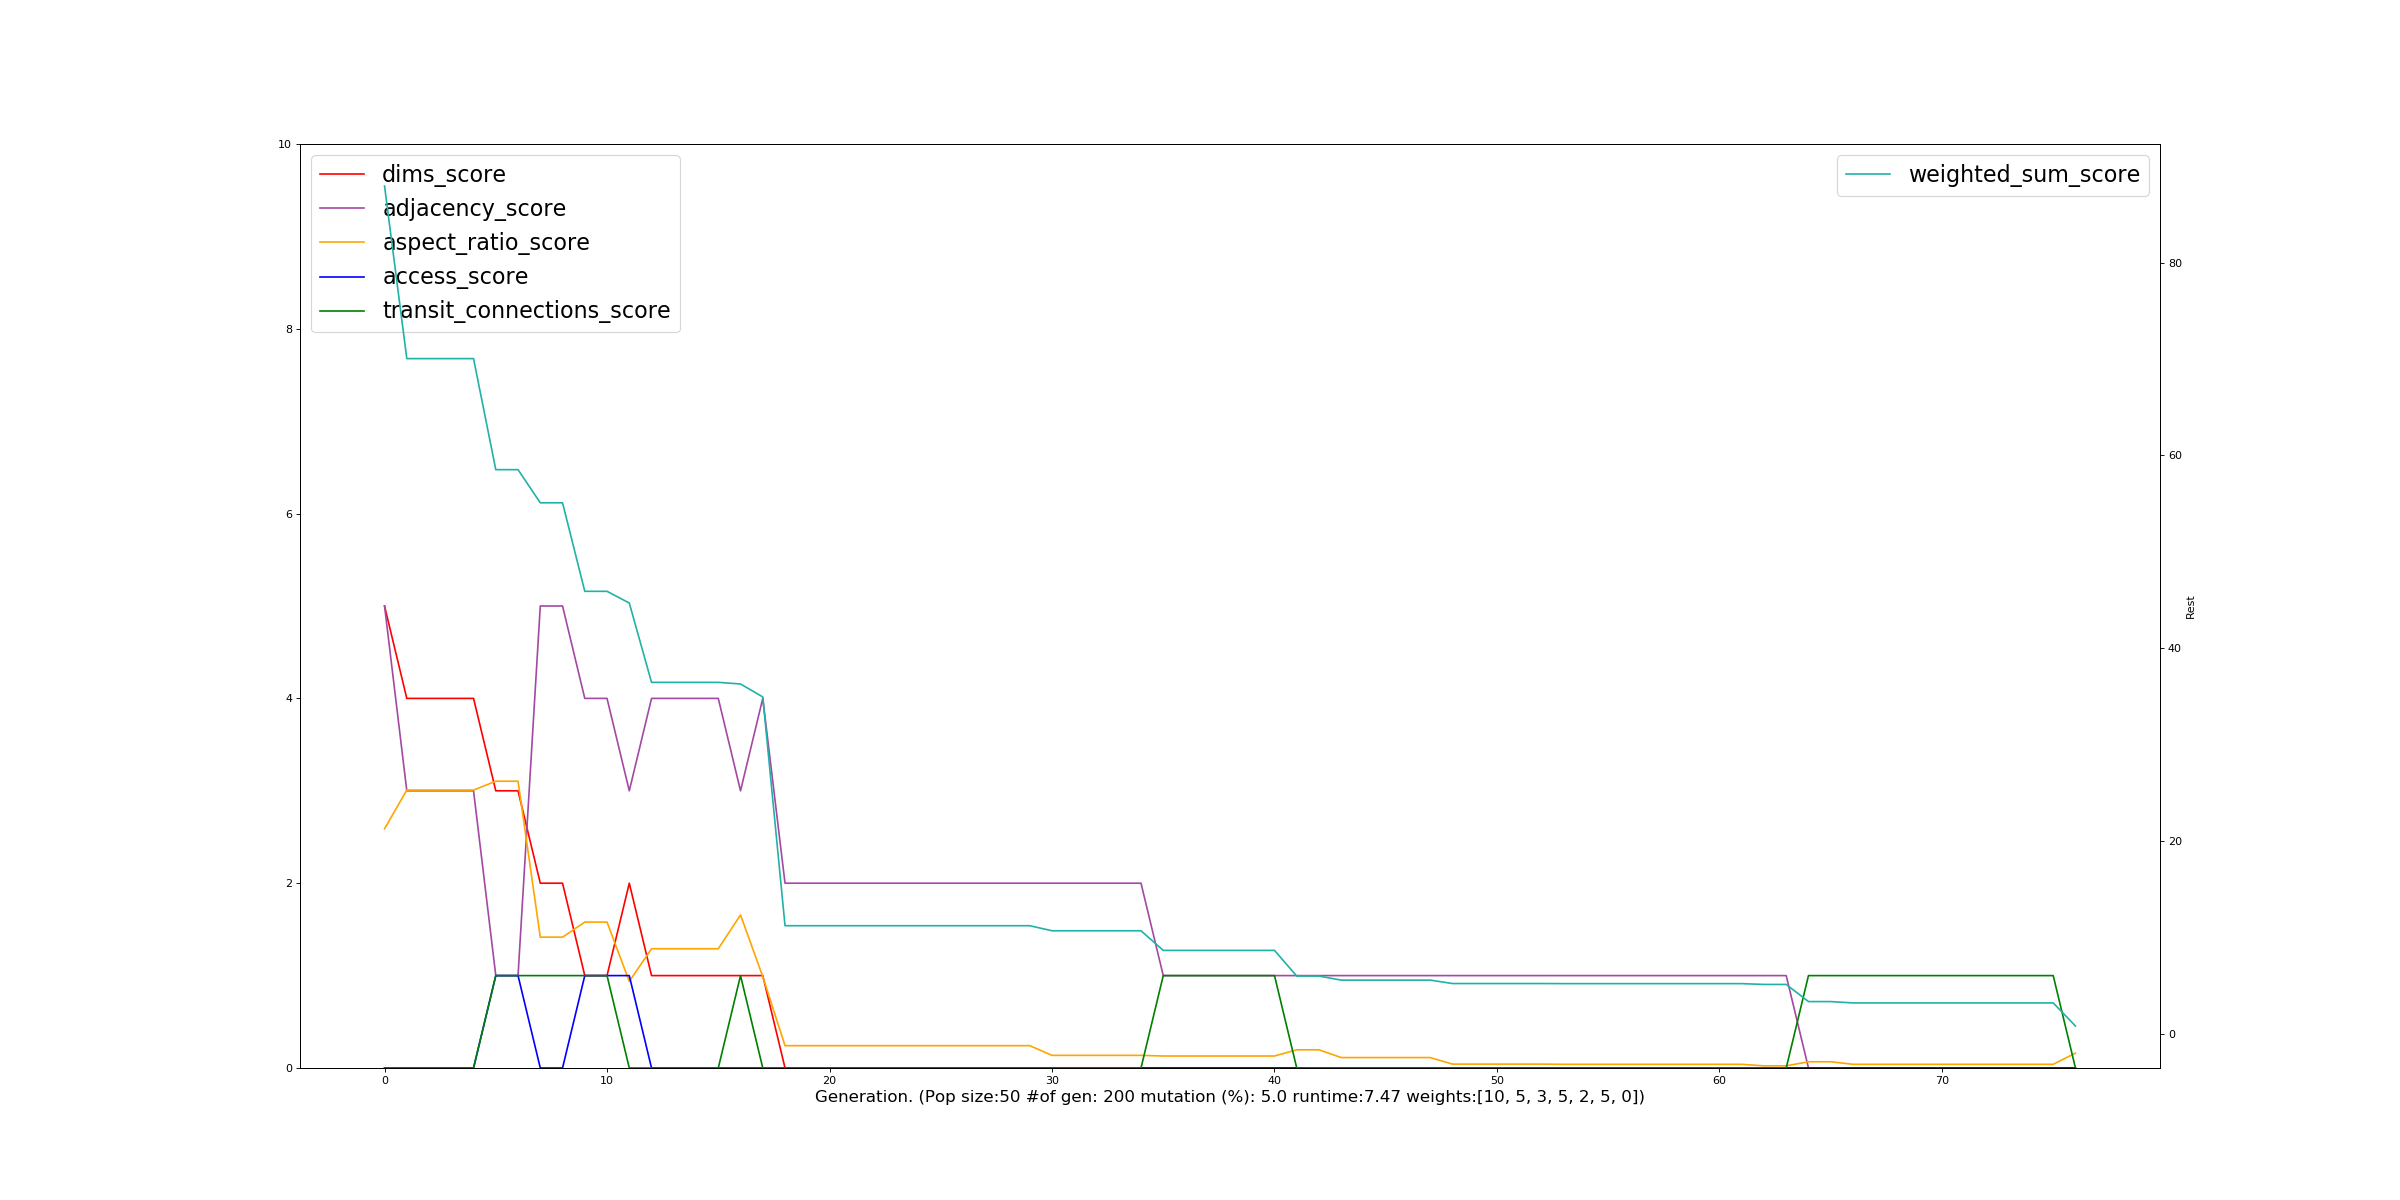 dims_score
adjacency_score
aspect_ratio_score
access_score
transit_connections_score
weighted_sum_score
10
8
6
4
2
0
80
60
40
20
0
Rest
0 10 20 30 40 50 60 70
Generation. (Pop size:50 #of gen: 200 mutation (%): 5.0 runtime:7.47 weights:[10, 5, 3, 5, 2, 5, 0])